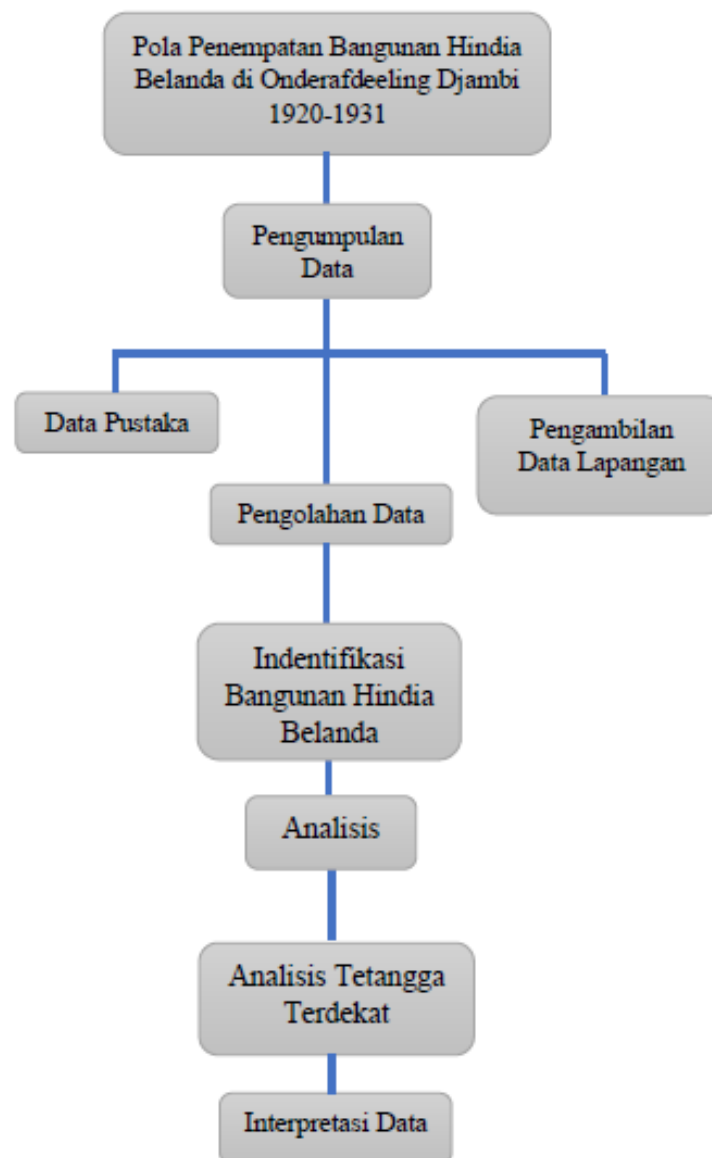 Pola Penempatan Bangunan Hindia
Belanda di Onderafdeeling Djambi
1920-1931
Pengumpulan
Data
Data Pustaka
Pengambilan
Data Lapangan
Pengolahan Data
Indentifikasi
Bangunan Hindia
Belanda
Analisis
Analisis Tetangga
Terdekat
Interpretasi Data